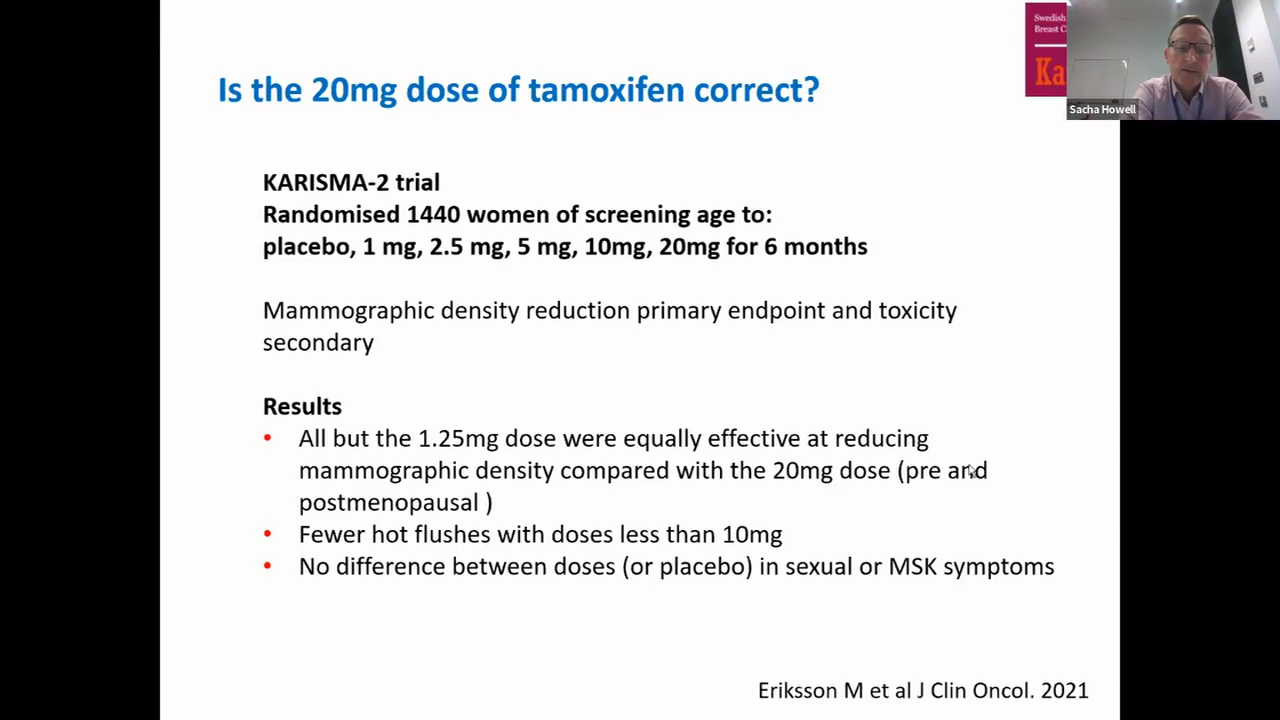 Is the 20mg dose of tamoxifen correct?
Swedish
Breast C
Ka
Sacha Howell
KARISMA-2 trial
Randomised 1440 women of screening age to:
placebo, 1 mg, 2.5 mg, 5 mg, 10mg, 20mg for 6 months
Mammographic density reduction primary endpoint and toxicity
secondary
Results
• All but the 1.25mg dose were equally effective at reducing
mammographic density compared with the 20mg dose (pre and
postmenopausal )
• Fewer hot flushes with doses less than 10mg
• No difference between doses (or placebo) in sexual or MSK symptoms
Eriksson M et al J Clin Oncol. 2021